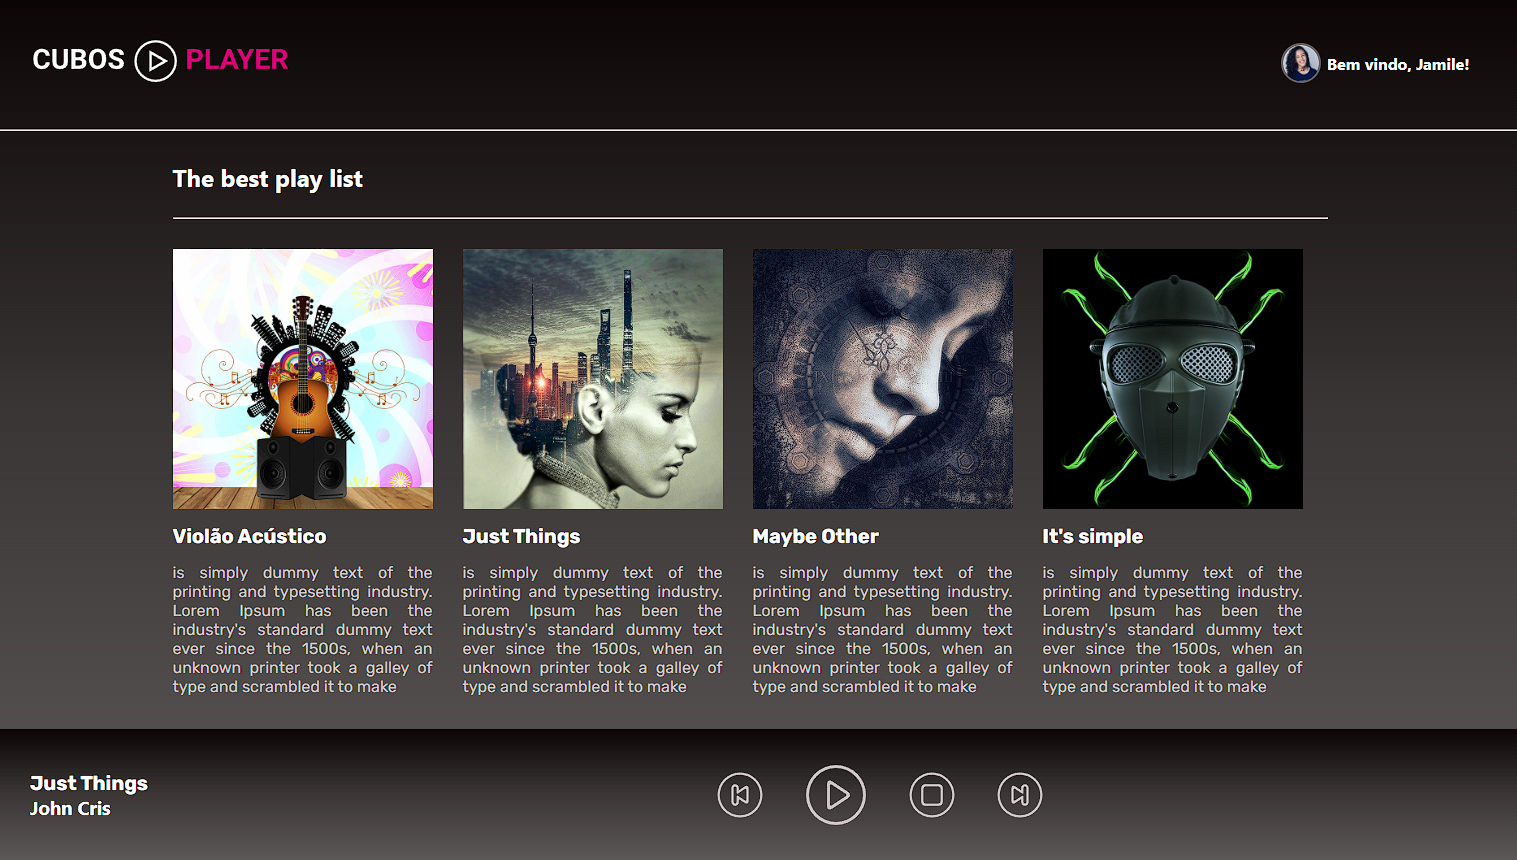 CUBOS PLAYER
Bem vindo, Jamile!
The best play list
Violão Acústico
is simply dummy text of the
printing and typesetting industry.
Lorem Ipsum has been the
industry's standard dummy text
ever since the 1500s, when an
unknown printer took a galley of
type and scrambled it to make
Just Things
is simply dummy text of the
printing and typesetting industry.
Lorem Ipsum has been the
industry's standard dummy text
ever since the 1500s, when an
unknown printer took a galley of
type and scrambled it to make
Maybe Other
is simply dummy text of the
printing and typesetting industry.
Lorem Ipsum has been the
industry's standard dummy text
ever since the 1500s, when an
unknown printer took a galley of
type and scrambled it to make
It's simple
is simply dummy text of the
printing and typesetting industry.
Lorem Ipsum has been the
industry's standard dummy text
ever since the 1500s, when an
unknown printer took a galley of
type and scrambled it to make
Just Things
John Cris